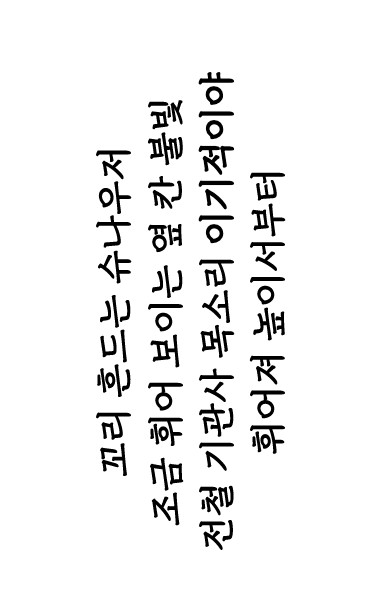 꼬리 흔드는 슈나우저
조금 휘어 보이는 옆 칸 불빛
전철 기관사 목소리 이기적이야
휘어져 높이서부터